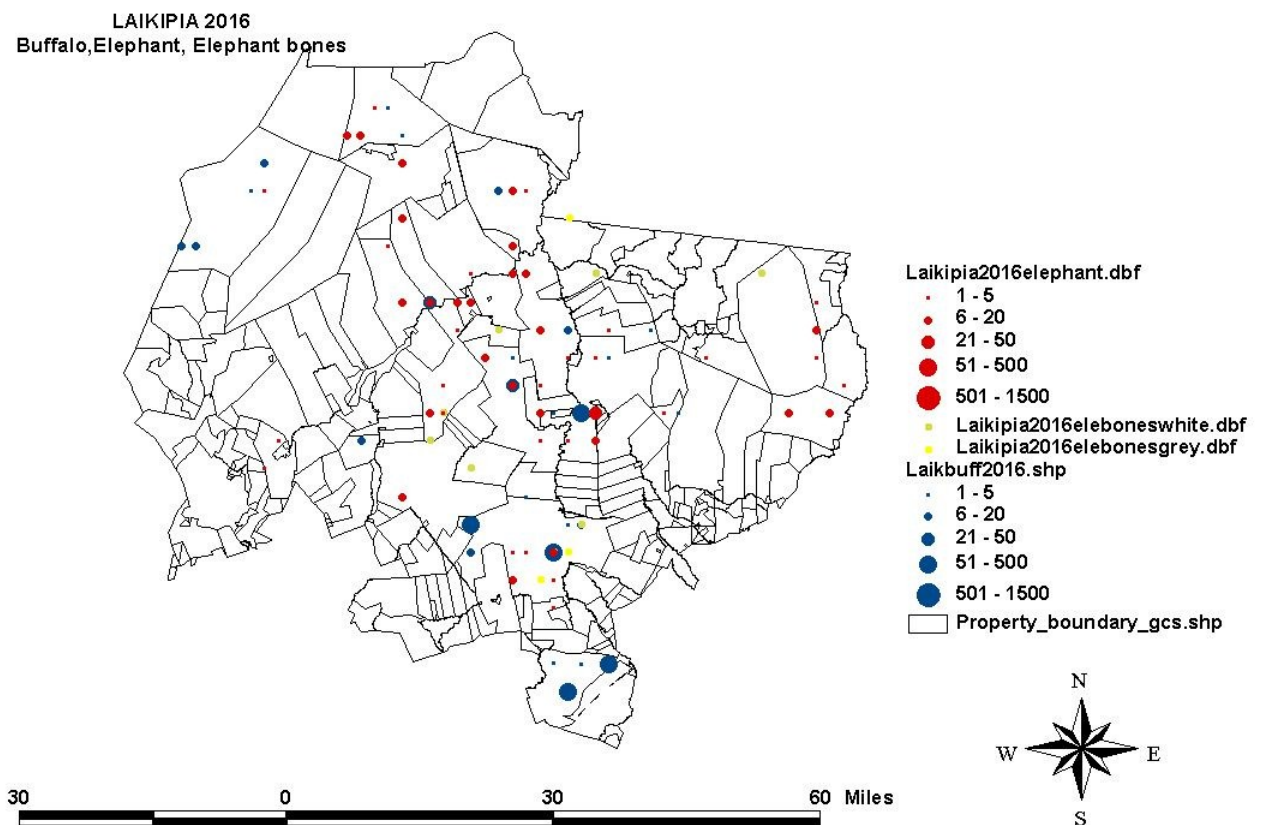 LAIKIPIA 2016
Buffalo,Elephant, Elephant bones
Laikipia2016elephant.dbf
1 - 5
6 - 20
21 - 50
51 - 500
501 - 1500
Laikipia2016eleboneswhite.dbf
Laikipia2016elebonesgrey.dbf
Laikbuff2016.shp
1 - 5
6 - 20
21 - 50
51 - 500
501 - 1500
Property_boundary_gcs.shp
N
W E
S
30 0 30 60 Miles